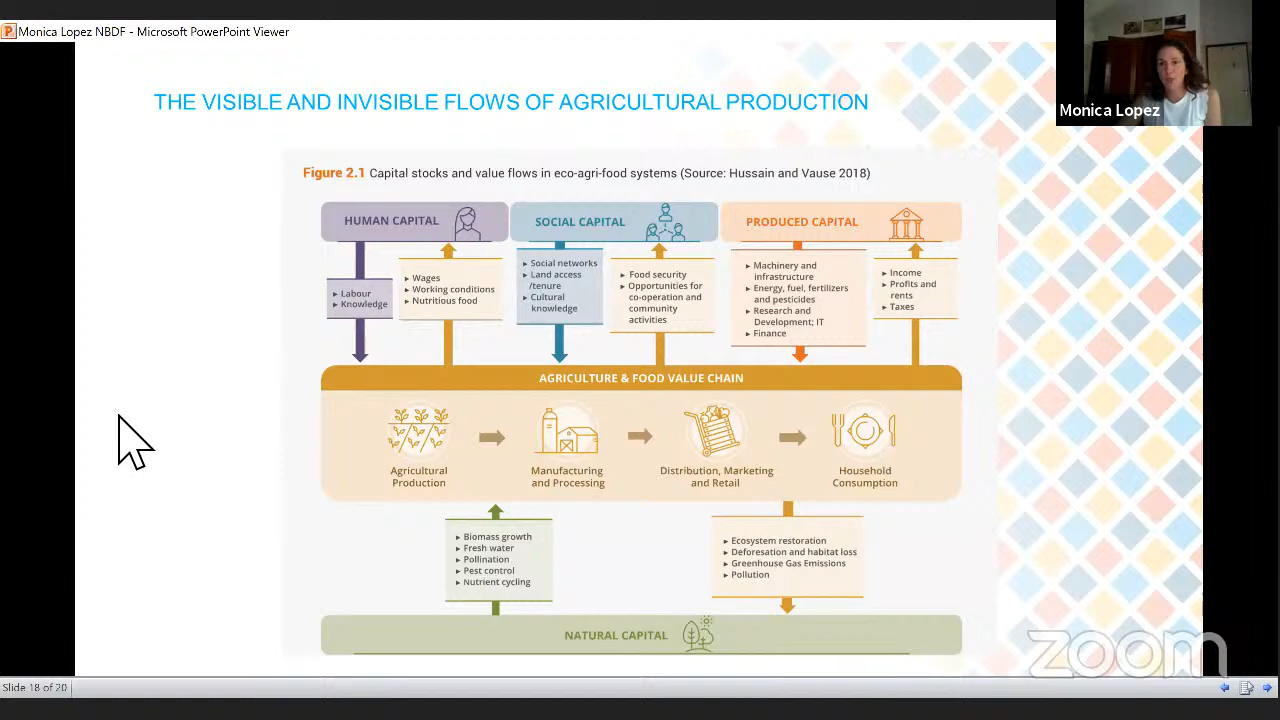 Monica Lopez NBDF - Microsoft PowerPoint Viewer
Monica Lopez
THE VISIBLE AND INVISIBLE FLOWS OF AGRICULTURAL PRODUCTION
Figure 2.1 Capital stocks and value flows in eco-agri-food systems (Source: Hussain and Vause 2018)
HUMAN CAPITAL
SOCIAL CAPITAL
PRODUCED CAPITAL
Labour
Knowledge
Wages
Working conditions
Nutritious food
Social networks
Land access
/tenure
Cultural
knowledge
Food security
Opportunities for
co-operation and
community
activities
Machinery and
infrastructure
Energy, fuel, fertilizers
and pesticides
Research and
Development; IT
Finance
Income
Profits and
rents
Taxes
AGRICULTURE & FOOD VALUE CHAIN
Agricultural
Production
Manufacturing
and Processing
Distribution, Marketing
and Retail
Household
Consumption
Biomass growth
Fresh water
Pollination
Pest control
Nutrient cycling
Ecosystem restoration
Deforesation and habitat loss
Greenhouse Gas Emissions
Pollution
NATURAL CAPITAL
zoom
Slide 18 of 20